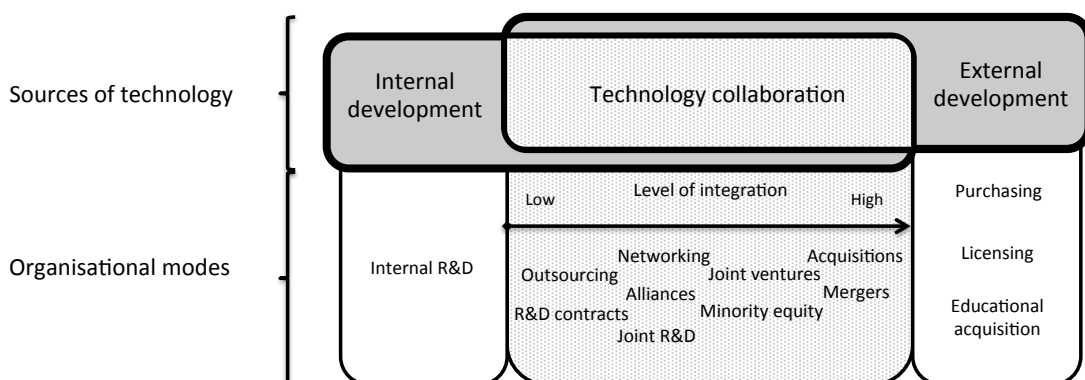 Sources of technology
Internal
development
Technology collaboration
External
development
Organisational modes
Internal R&D
Level of integration
Low
High
Networking
Acquisitions
Outsourcing
Joint ventures
Alliances
Mergers
R&D contracts
Minority equity
Joint R&D
Purchasing
Licensing
Educational
acquisition